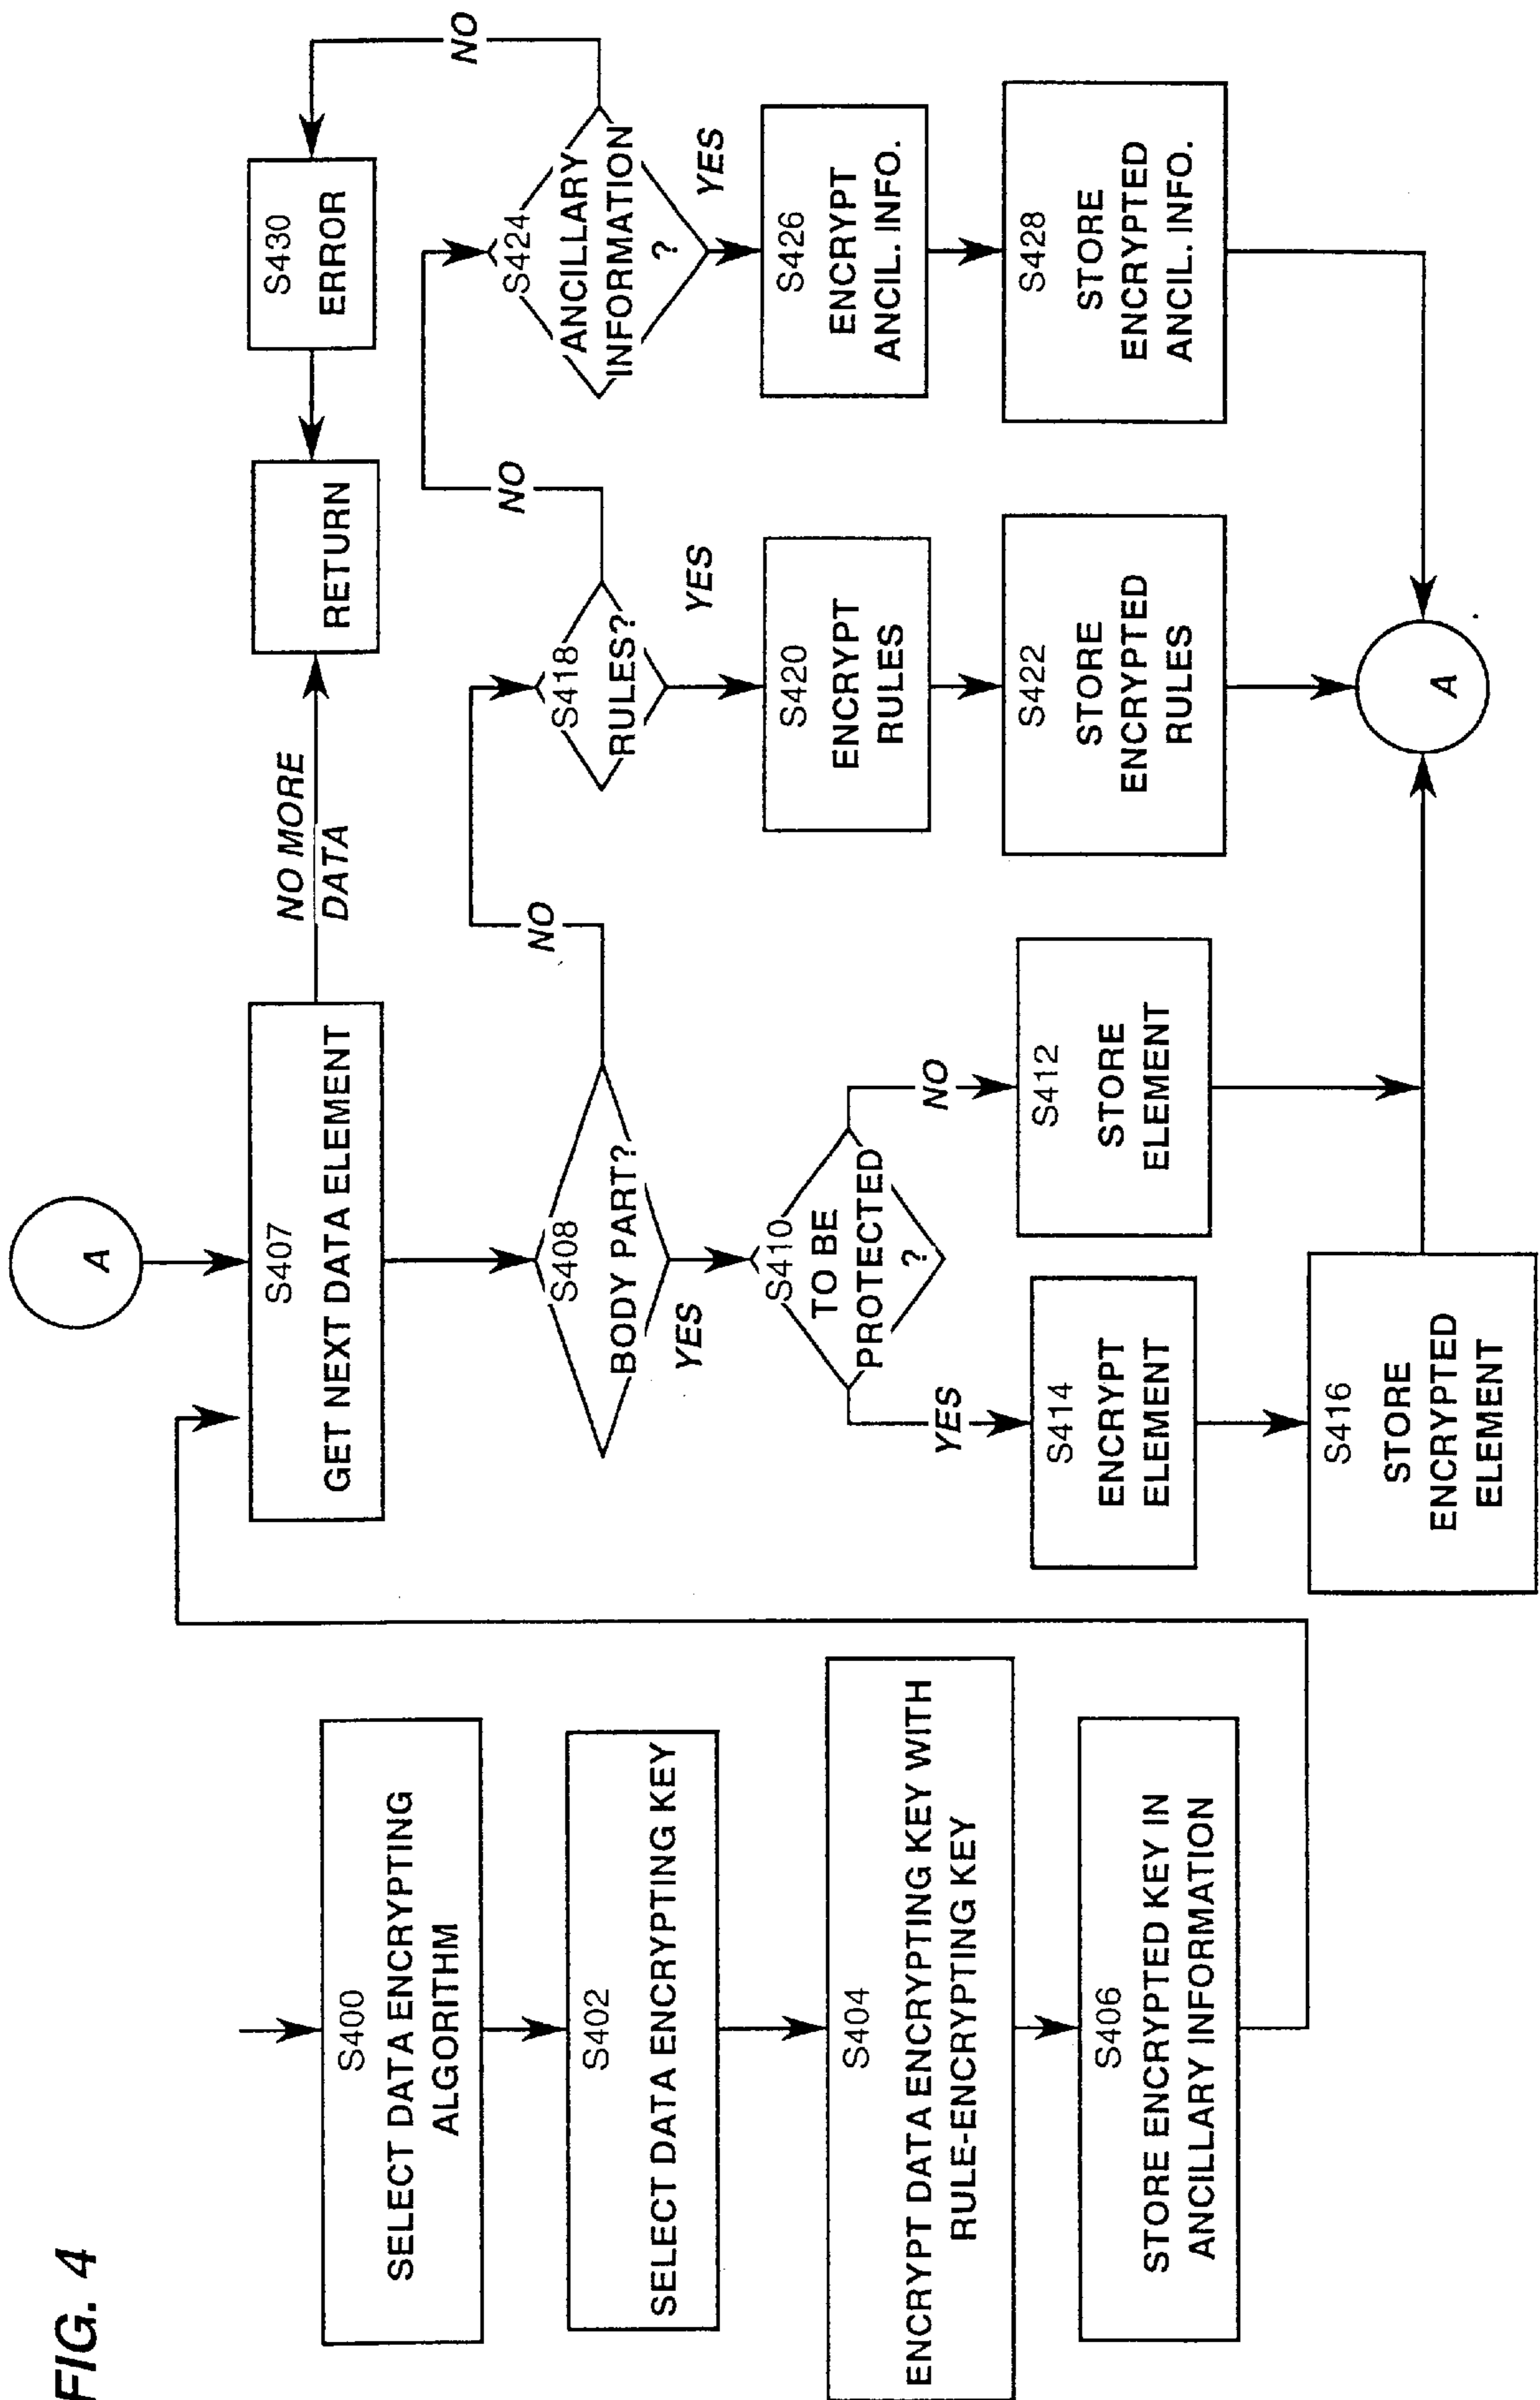 FIG. 4
S400
SELECT DATA ENCRYPTING
ALGORITHM
S402
SELECT DATA ENCRYPTING KEY
S404
ENCRYPT DATA ENCRYPTING KEY WITH
RULE-ENCRYPTING KEY
S406
STORE ENCRYPTED KEY IN
ANCILLARY INFORMATION
A
S407
GET NEXT DATA ELEMENT
NO MORE
DATA
RETURN
S430
ERROR
S408
BODY PART?
YES
NO
S410
TO BE
PROTECTED
?
YES
NO
S414
ENCRYPT
ELEMENT
S416
STORE
ENCRYPTED
ELEMENT
S412
STORE
ELEMENT
S418
RULES?
YES
NO
S420
ENCRYPT
RULES
S422
STORE
ENCRYPTED
RULES
S424
ANCILLARY
INFORMATION
?
YES
NO
S426
ENCRYPT
ANCIL. INFO.
S428
STORE
ENCRYPTED
ANCIL. INFO.
A